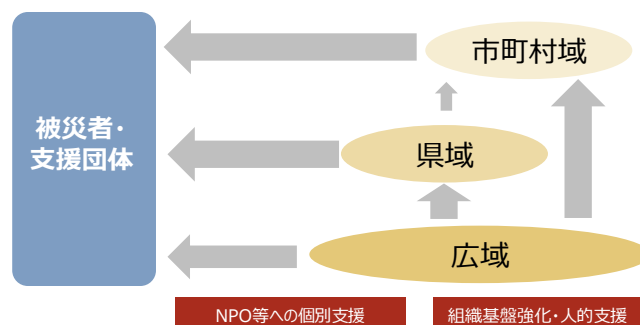 市町村域
被災者・
支援団体
県域
広域
NPO等への個別支援
組織基盤強化・人的支援